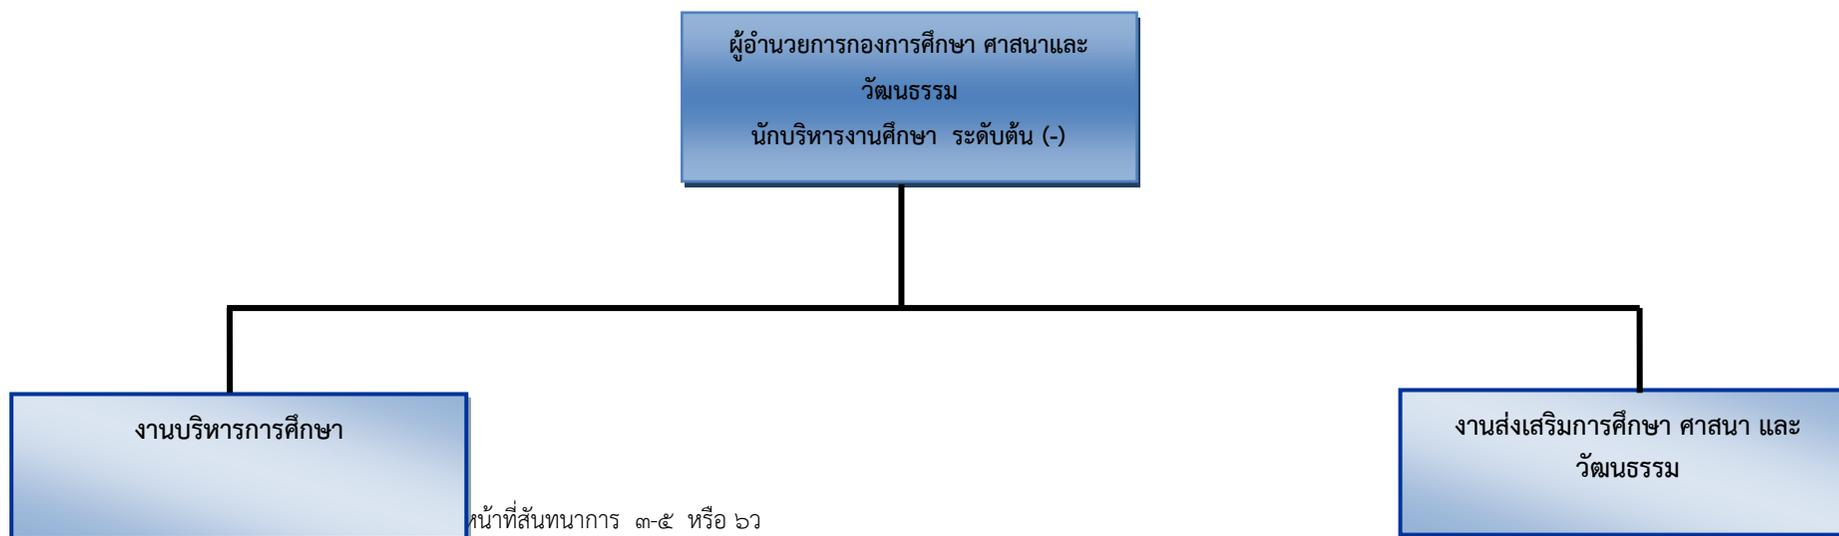 ผู้อำนวยการกองการศึกษา ศาสนาและ
วัฒนธรรม
นักบริหารงานศึกษา ระดับต้น (-)
งานบริหารการศึกษา
งานส่งเสริมการศึกษา ศาสนา และ
วัฒนธรรม
หน้าที่สันทนาการ ๓-๕ หรือ ๖ว